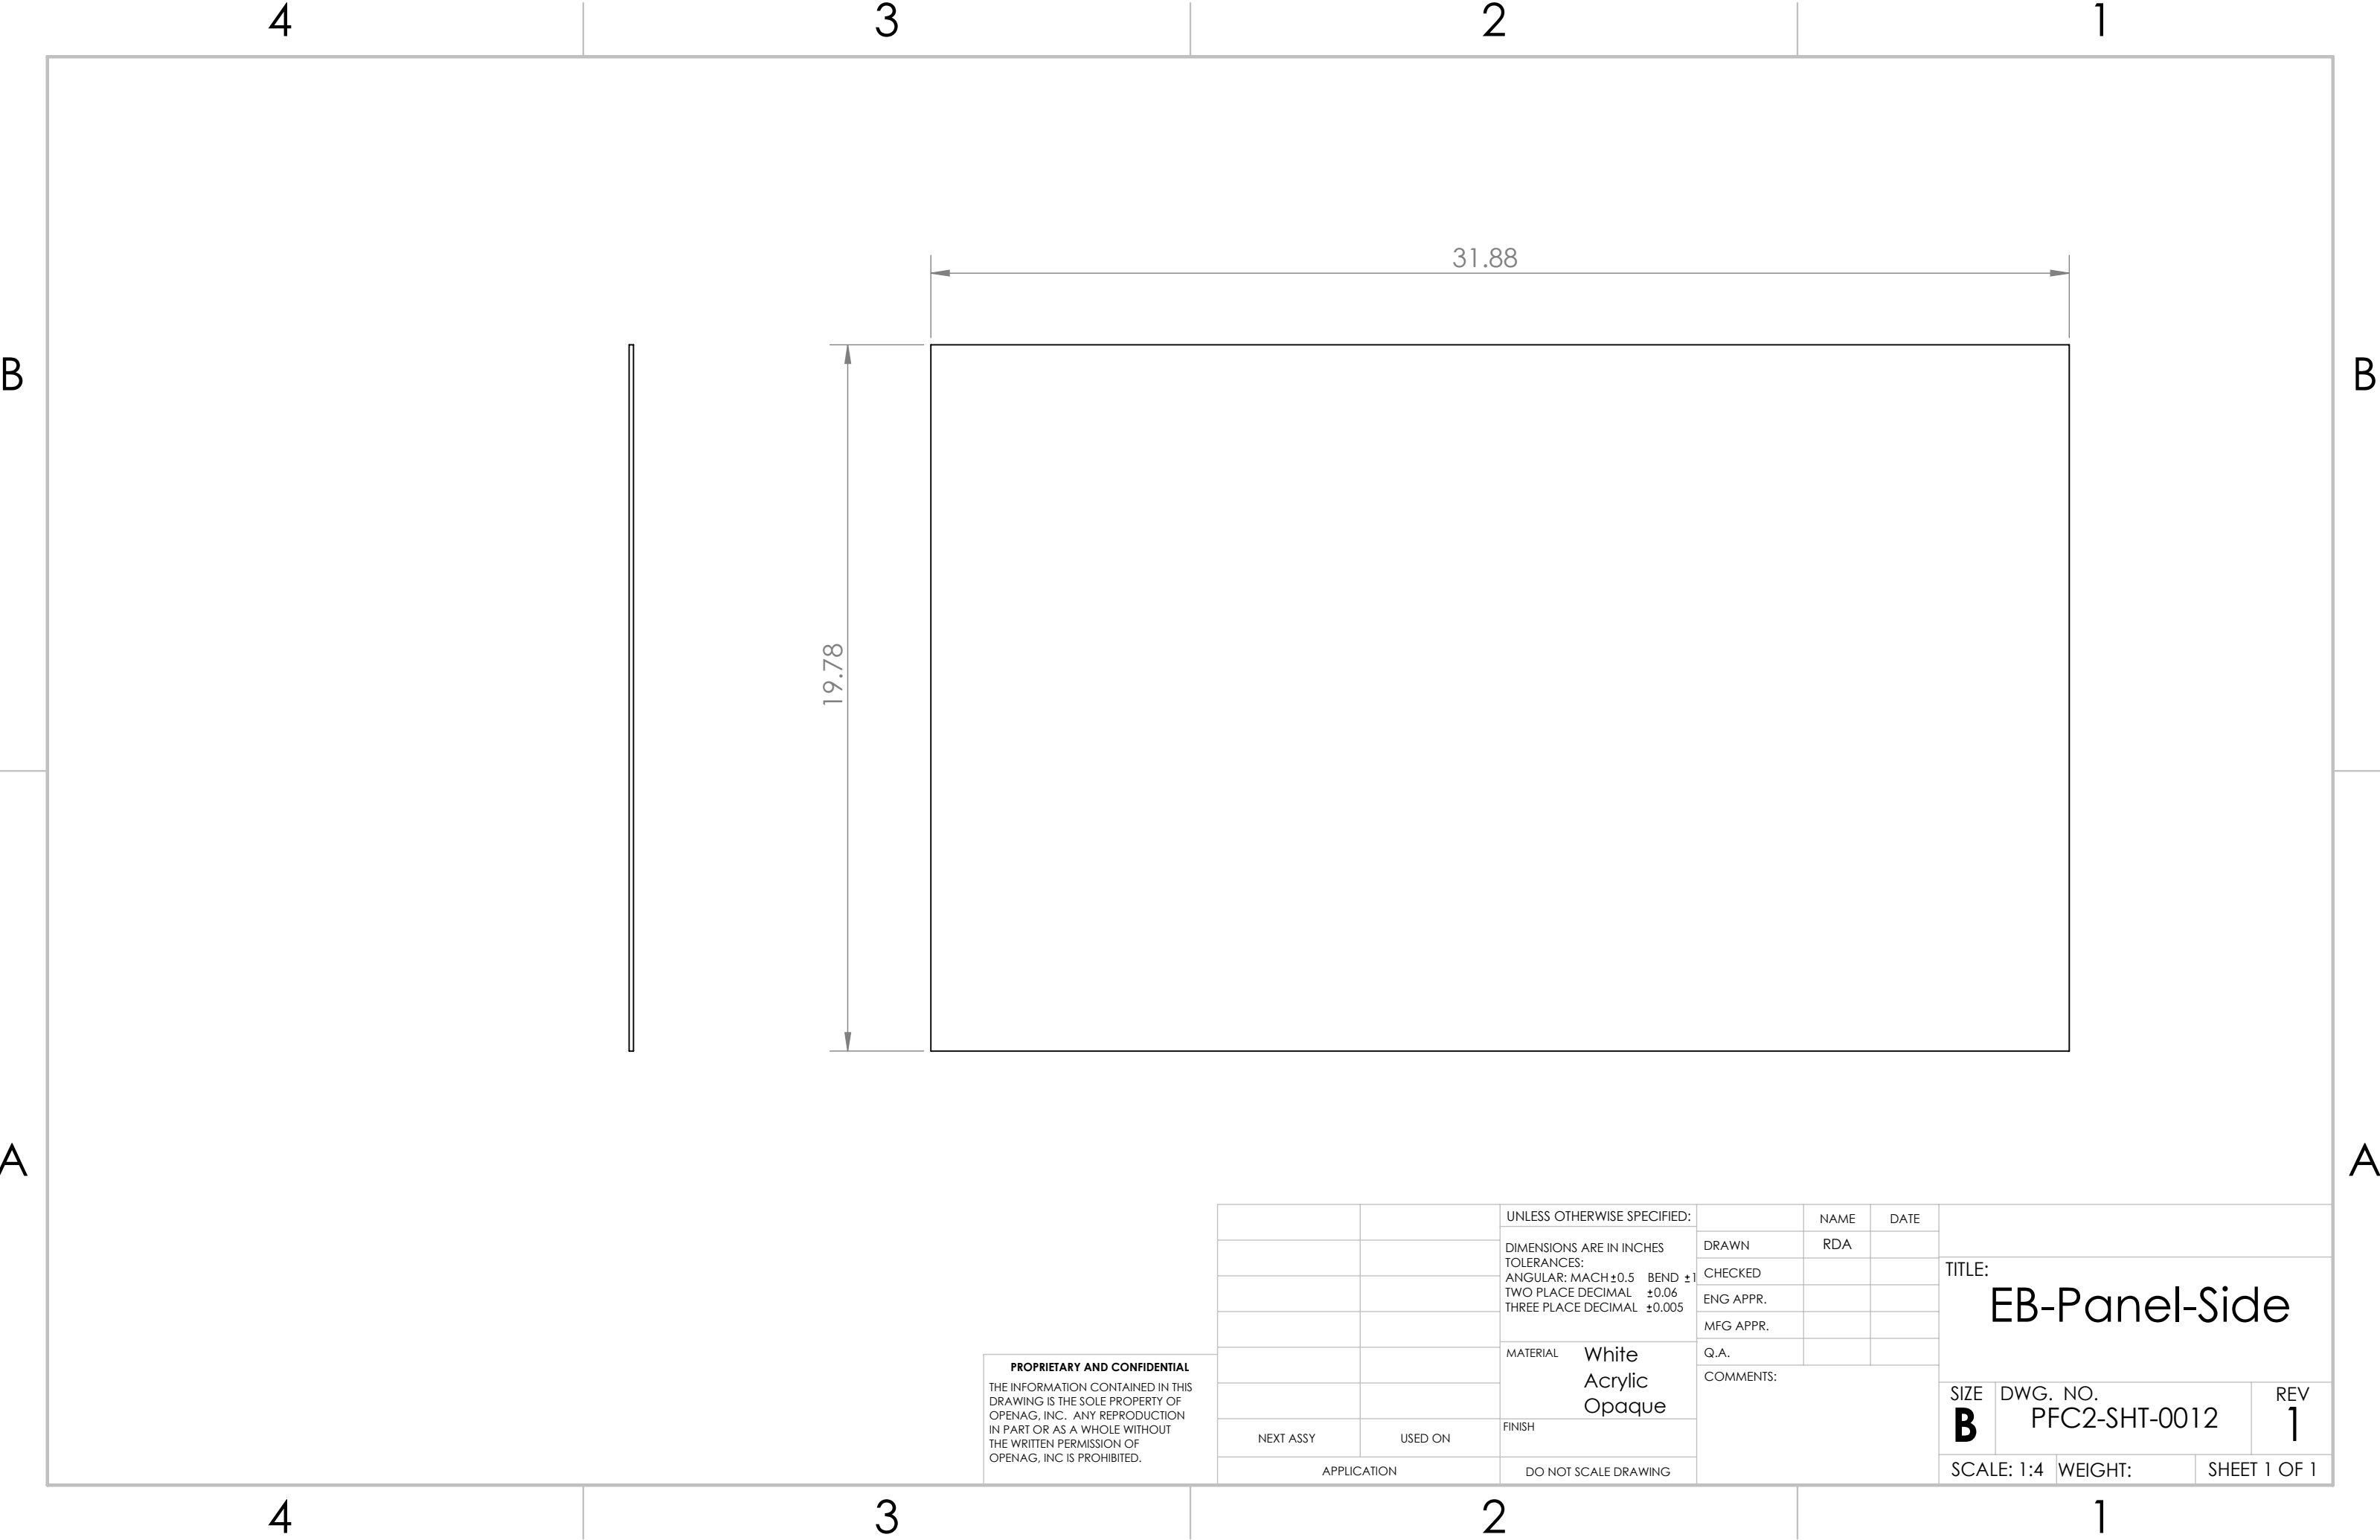 4 3 2 1
31.88
B B
19.78
A A
UNLESS OTHERWISE SPECIFIED:
DIMENSIONS ARE IN INCHES
TOLERANCES:
ANGULAR: MACH ±0.5 BEND ±1
TWO PLACE DECIMAL ±0.06
THREE PLACE DECIMAL ±0.005
MATERIAL White
Acrylic
Opaque
FINISH
DO NOT SCALE DRAWING
NAME DATE
DRAWN RDA
CHECKED
ENG APPR.
MFG APPR.
Q.A.
COMMENTS:
TITLE:
EB-Panel-Side
SIZE DWG. NO. REV
B PFC2-SHT-0012 1
SCALE: 1:4 WEIGHT: SHEET 1 OF 1
PROPRIETARY AND CONFIDENTIAL
THE INFORMATION CONTAINED IN THIS
DRAWING IS THE SOLE PROPERTY OF
OPENAG, INC. ANY REPRODUCTION
IN PART OR AS A WHOLE WITHOUT
THE WRITTEN PERMISSION OF
OPENAG, INC IS PROHIBITED.
NEXT ASSY USED ON
APPLICATION
4 3 2 1